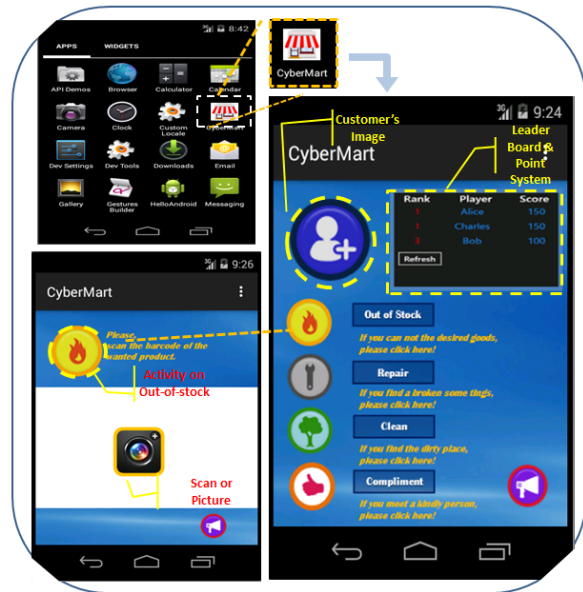 3G 8:42
APPS WIDGETS
API Demos Browser Calculator Calendar
Camera Clock Custom Locale CyberMart
Dev Settings Dev Tools Downloads Email
Gallery Gestures Builder HelloAndroid Messaging
CyberMart
3G 9:24
CyberMart
Customer's
Image
Leader
Board &
Point
System
Rank Player Score
1 Alice 150
1 Charles 150
3 Bob 100
Refresh
Out of Stock
If you can not the desired goods,
please click here!
Repair
If you find a broken some tings,
please click here!
Clean
If you find the dirty place,
please click here!
Compliment
If you meet a kindly person,
please click here!
3G 9:26
CyberMart
Please,
scan the barcode of the
wanted product.
Activity on
Out-of-stock
Scan or
Picture